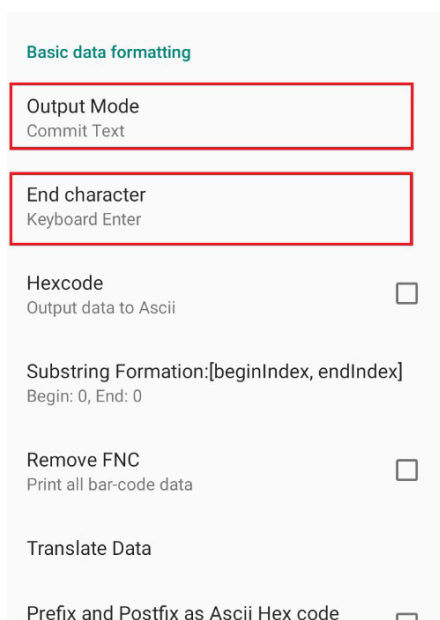 Basic data formatting
Output Mode
Commit Text
End character
Keyboard Enter
Hexcode
Output data to Ascii
Substring Formation:[beginIndex, endIndex]
Begin: 0, End: 0
Remove FNC
Print all bar-code data
Translate Data
Prefix and Postfix as Ascii Hex code